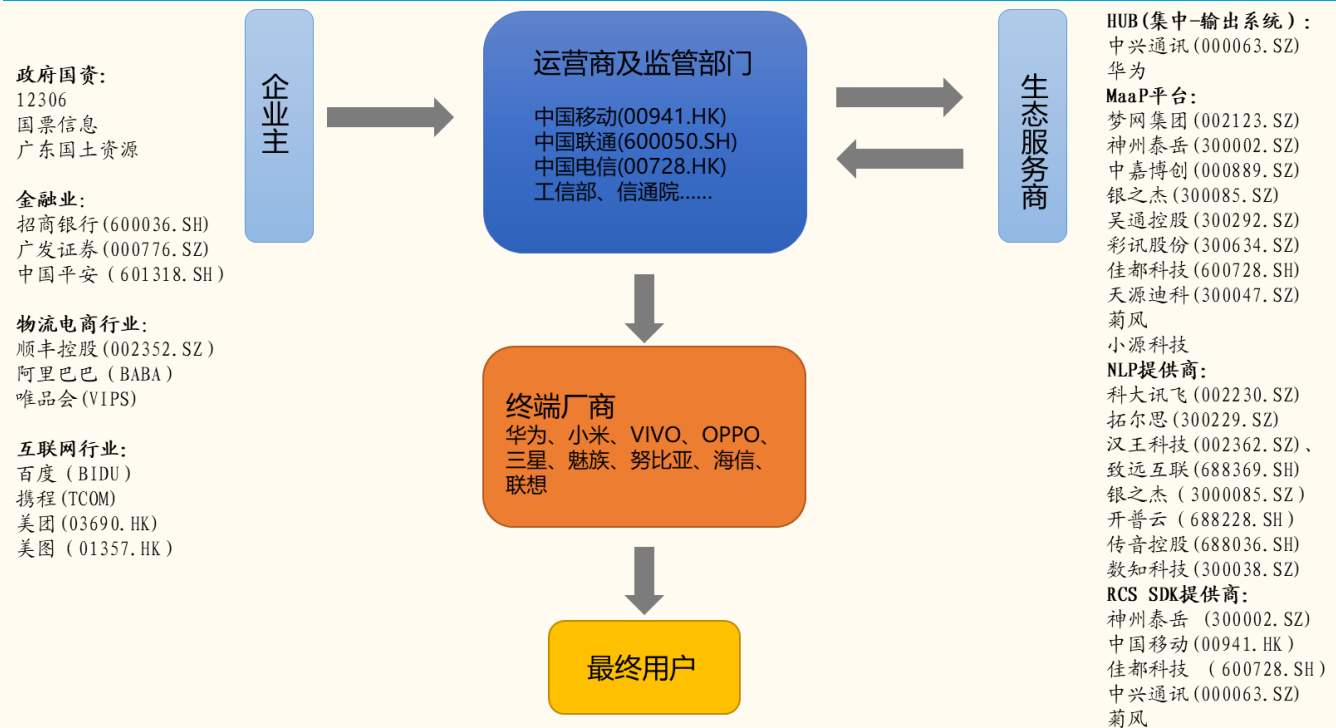 政府国资:
12306
国票信息
广东国土资源
金融业:
招商银行(600036.SH)
广发证券(000776.SZ)
中国平安（601318.SH）
物流电商行业:
顺丰控股(002352.SZ）
阿里巴巴（BABA）
唯品会(VIPS)
互联网行业:
百度（BIDU）
携程(TCOM)
美团(03690.HK)
美图（01357.HK）
企业主
运营商及监管部门
中国移动(00941.HK)
中国联通(600050.SH)
中国电信(00728.HK)
工信部、信通院......
终端厂商
华为、小米、VIVO、OPPO、
三星、魅族、努比亚、海信、
联想
最终用户
生态服务商
HUB(集中-输出系统）:
中兴通讯(000063.SZ)
华为
MaaP平台:
梦网集团(002123.SZ)
神州泰岳(300002.SZ)
中嘉博创(000889.SZ)
银之杰(300085.SZ)
吴通控股(300292.SZ)
彩讯股份(300634.SZ)
佳都科技(600728.SH)
天源迪科(300047.SZ)
菊风
小源科技
NLP提供商:
科大讯飞(002230.SZ)
拓尔思(300229.SZ)
汉王科技(002362.SZ)、
致远互联(688369.SH)
银之杰（3000085.SZ）
开普云（688228.SH）
传音控股(688036.SH)
数知科技(300038.SZ)
RCS SDK提供商:
神州泰岳 (300002.SZ)
中国移动(00941.HK）
佳都科技 （600728.SH）
中兴通讯(000063.SZ)
菊风